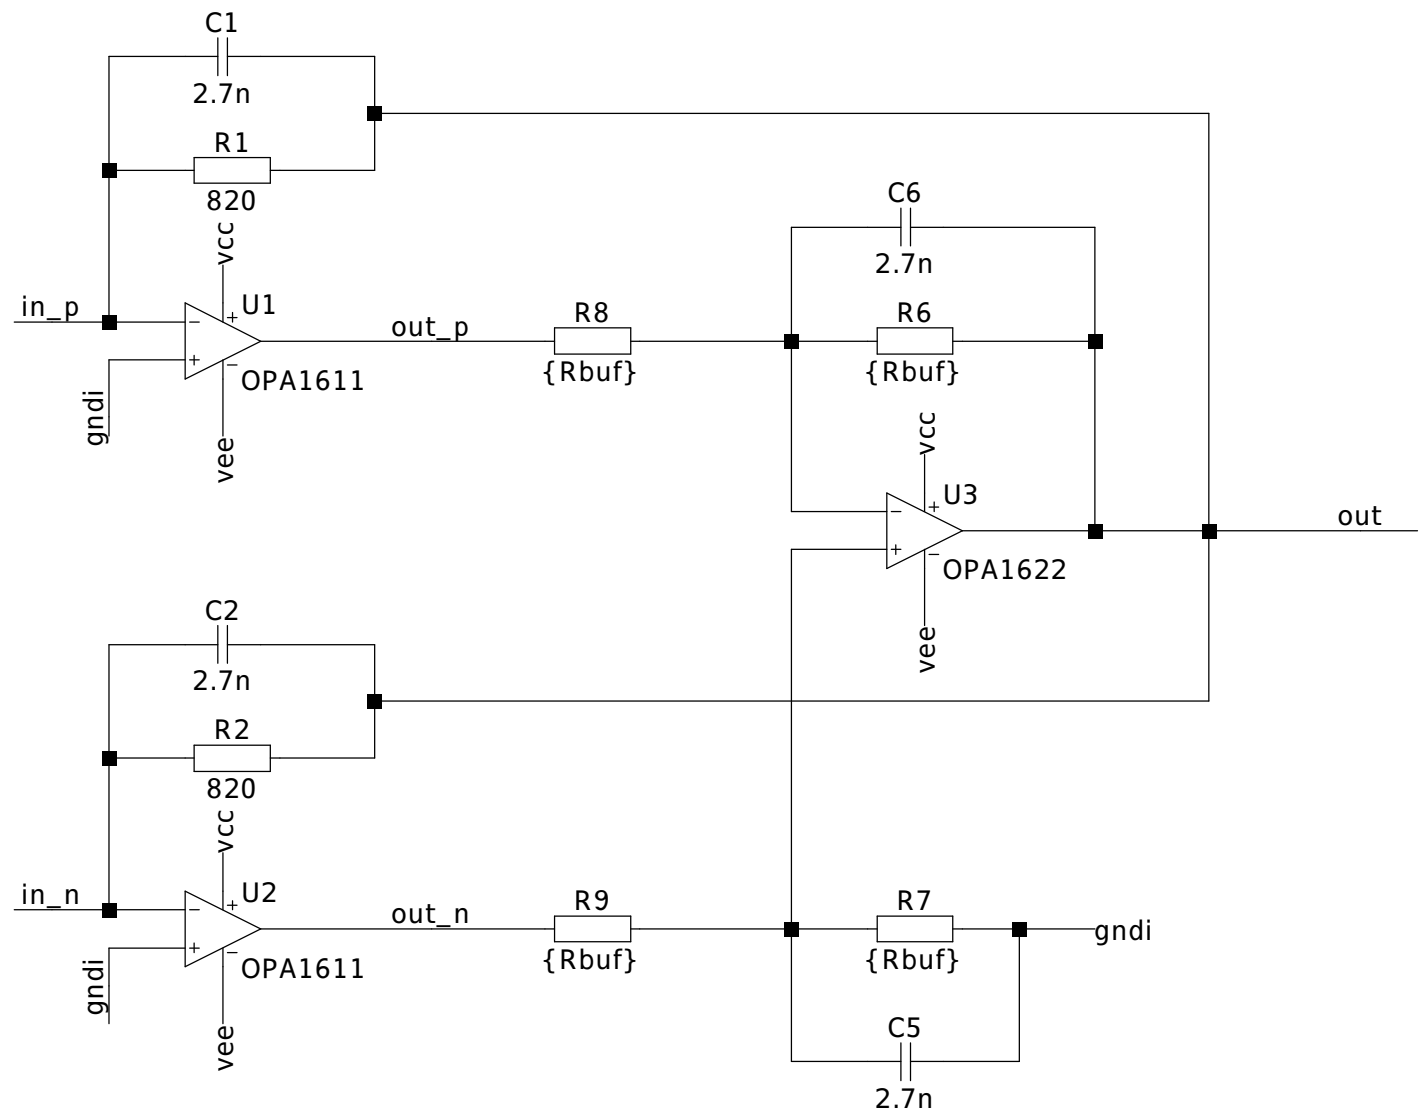 C1
2.7n
R1
820
vcc
in_p
U1
+
−
+
−
OPA1611
gndi
vee
out_p
R8
{Rbuf}
C6
2.7n
R6
{Rbuf}
vcc
U3
+
−
+
−
OPA1622
vee
out
C2
2.7n
R2
820
vcc
in_n
U2
+
−
+
−
OPA1611
gndi
vee
out_n
R9
{Rbuf}
R7
{Rbuf}
gndi
C5
2.7n